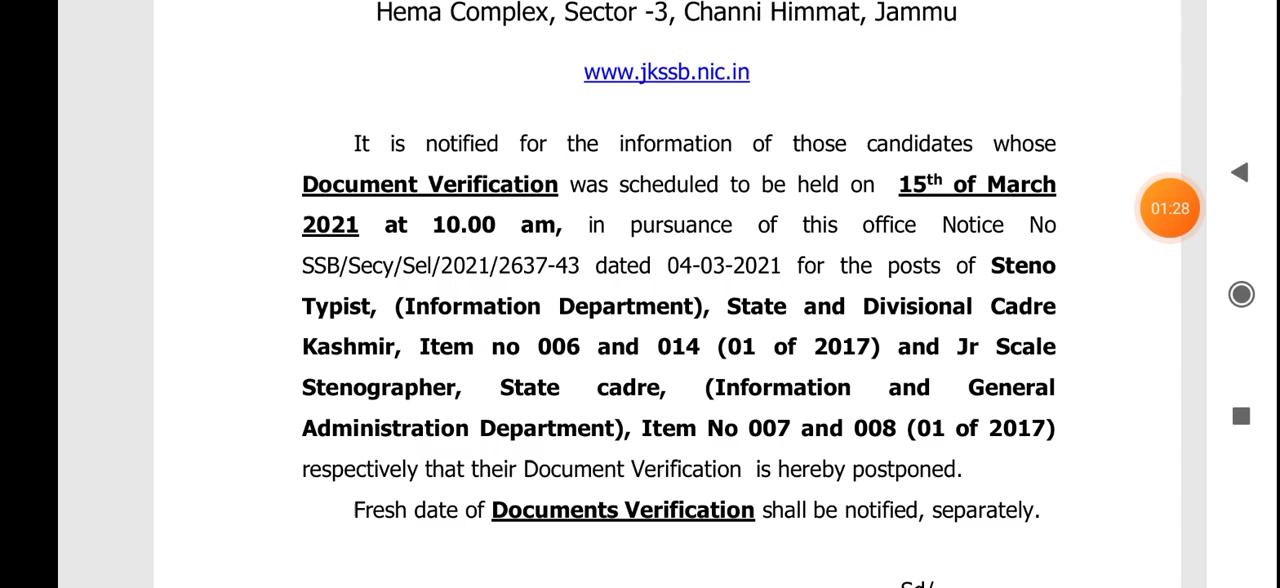 Hema Complex, Sector -3, Channi Himmat, Jammu
www.jkssb.nic.in
It is notified for the information of those candidates whose
Document Verification was scheduled to be held on 15th of March
2021 at 10.00 am, in pursuance of this office Notice No
SSB/Secy/Sel/2021/2637-43 dated 04-03-2021 for the posts of Steno
Typist, (Information Department), State and Divisional Cadre
Kashmir, Item no 006 and 014 (01 of 2017) and Jr Scale
Stenographer, State cadre, (Information and General
Administration Department), Item No 007 and 008 (01 of 2017)
respectively that their Document Verification is hereby postponed.
Fresh date of Documents Verification shall be notified, separately.
Sd/
01:28